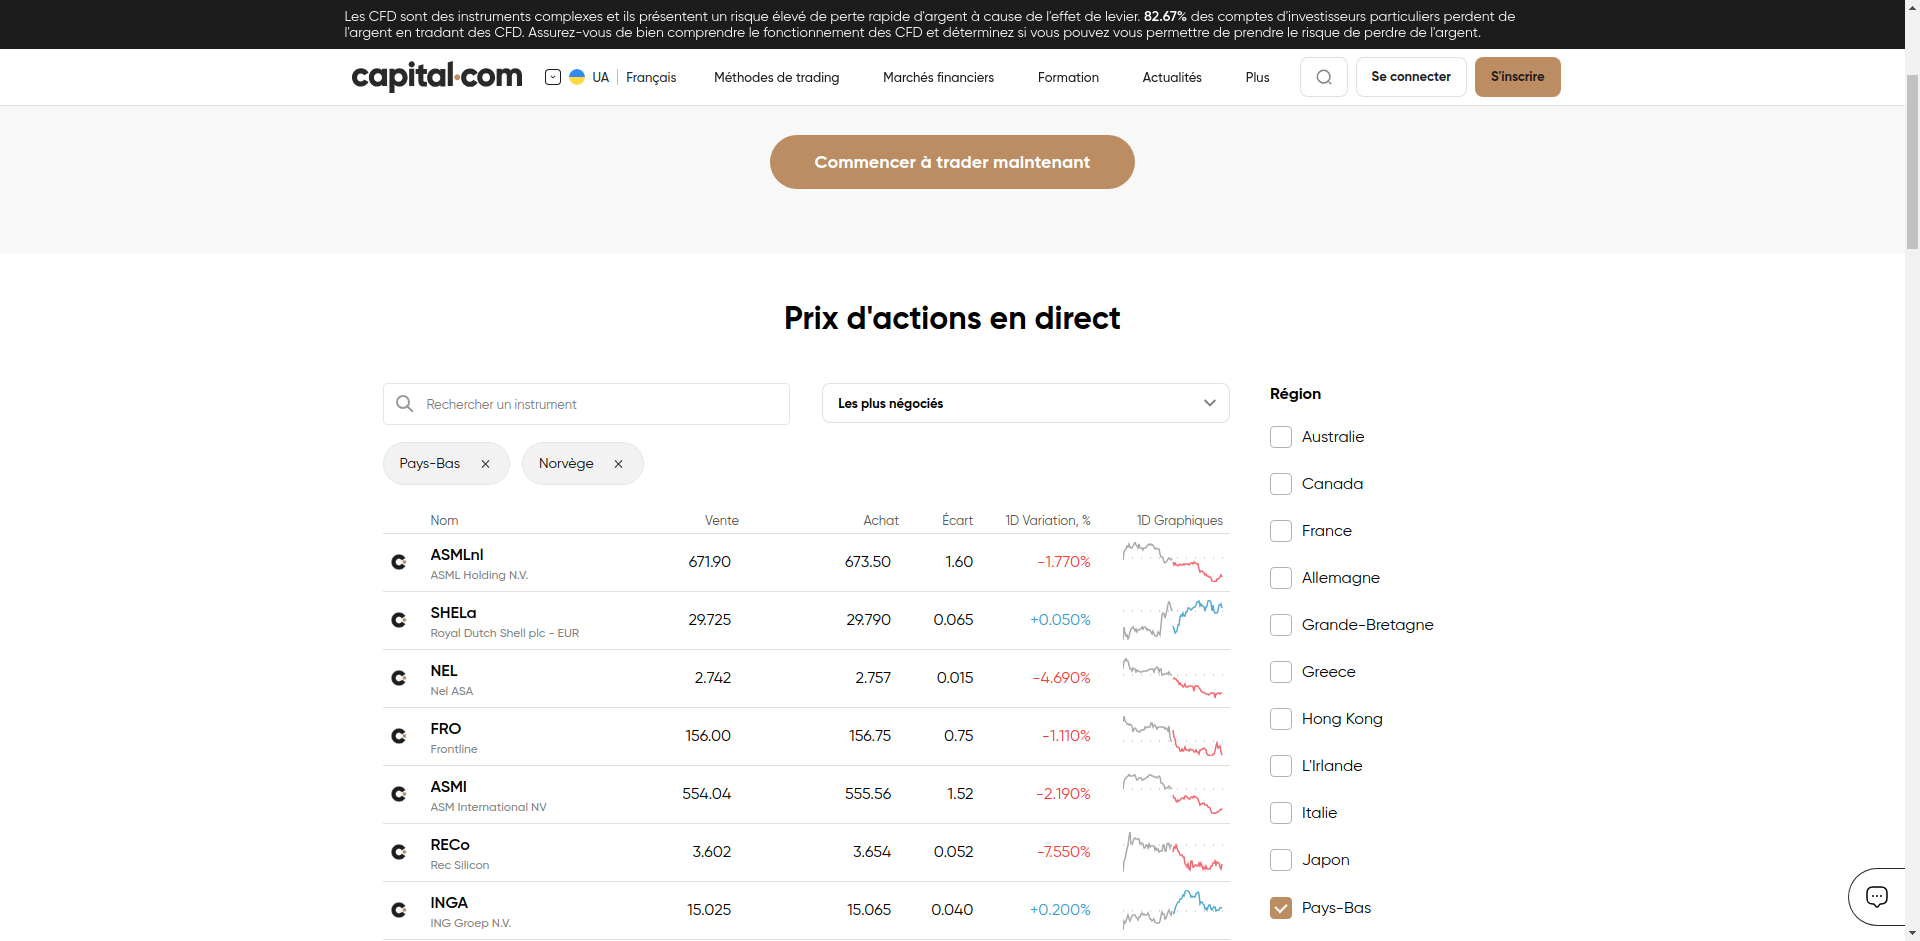 Les CFD sont des instruments complexes et ils présentent un risque élevé de perte rapide d'argent à cause de l'effet de levier. 82.67% des comptes d'investisseurs particuliers perdent de
l'argent en tradant des CFD. Assurez-vous de bien comprendre le fonctionnement des CFD et déterminez si vous pouvez vous permettre de prendre le risque de perdre de l'argent.
capital.com UA Français Méthodes de trading Marchés financiers Formation Actualités Plus Se connecter S'inscrire
Commencer à trader maintenant
Prix d'actions en direct
Rechercher un instrument
Les plus négociés
Pays-Bas Norvège
Nom Vente Achat Écart 1D Variation, % 1D Graphiques
ASMLnl 671.90 673.50 1.60 -1.770%
ASML Holding N.V.
SHELa 29.725 29.790 0.065 +0.050%
Royal Dutch Shell plc - EUR
NEL 2.742 2.757 0.015 -4.690%
Nel ASA
FRO 156.00 156.75 0.75 -1.110%
Frontline
ASMI 554.04 555.56 1.52 -2.190%
ASM International NV
RECo 3.602 3.654 0.052 -7.550%
Rec Silicon
INGA 15.025 15.065 0.040 +0.200%
ING Groep N.V.
Région
Australie
Canada
France
Allemagne
Grande-Bretagne
Greece
Hong Kong
L'Irlande
Italie
Japon
Pays-Bas